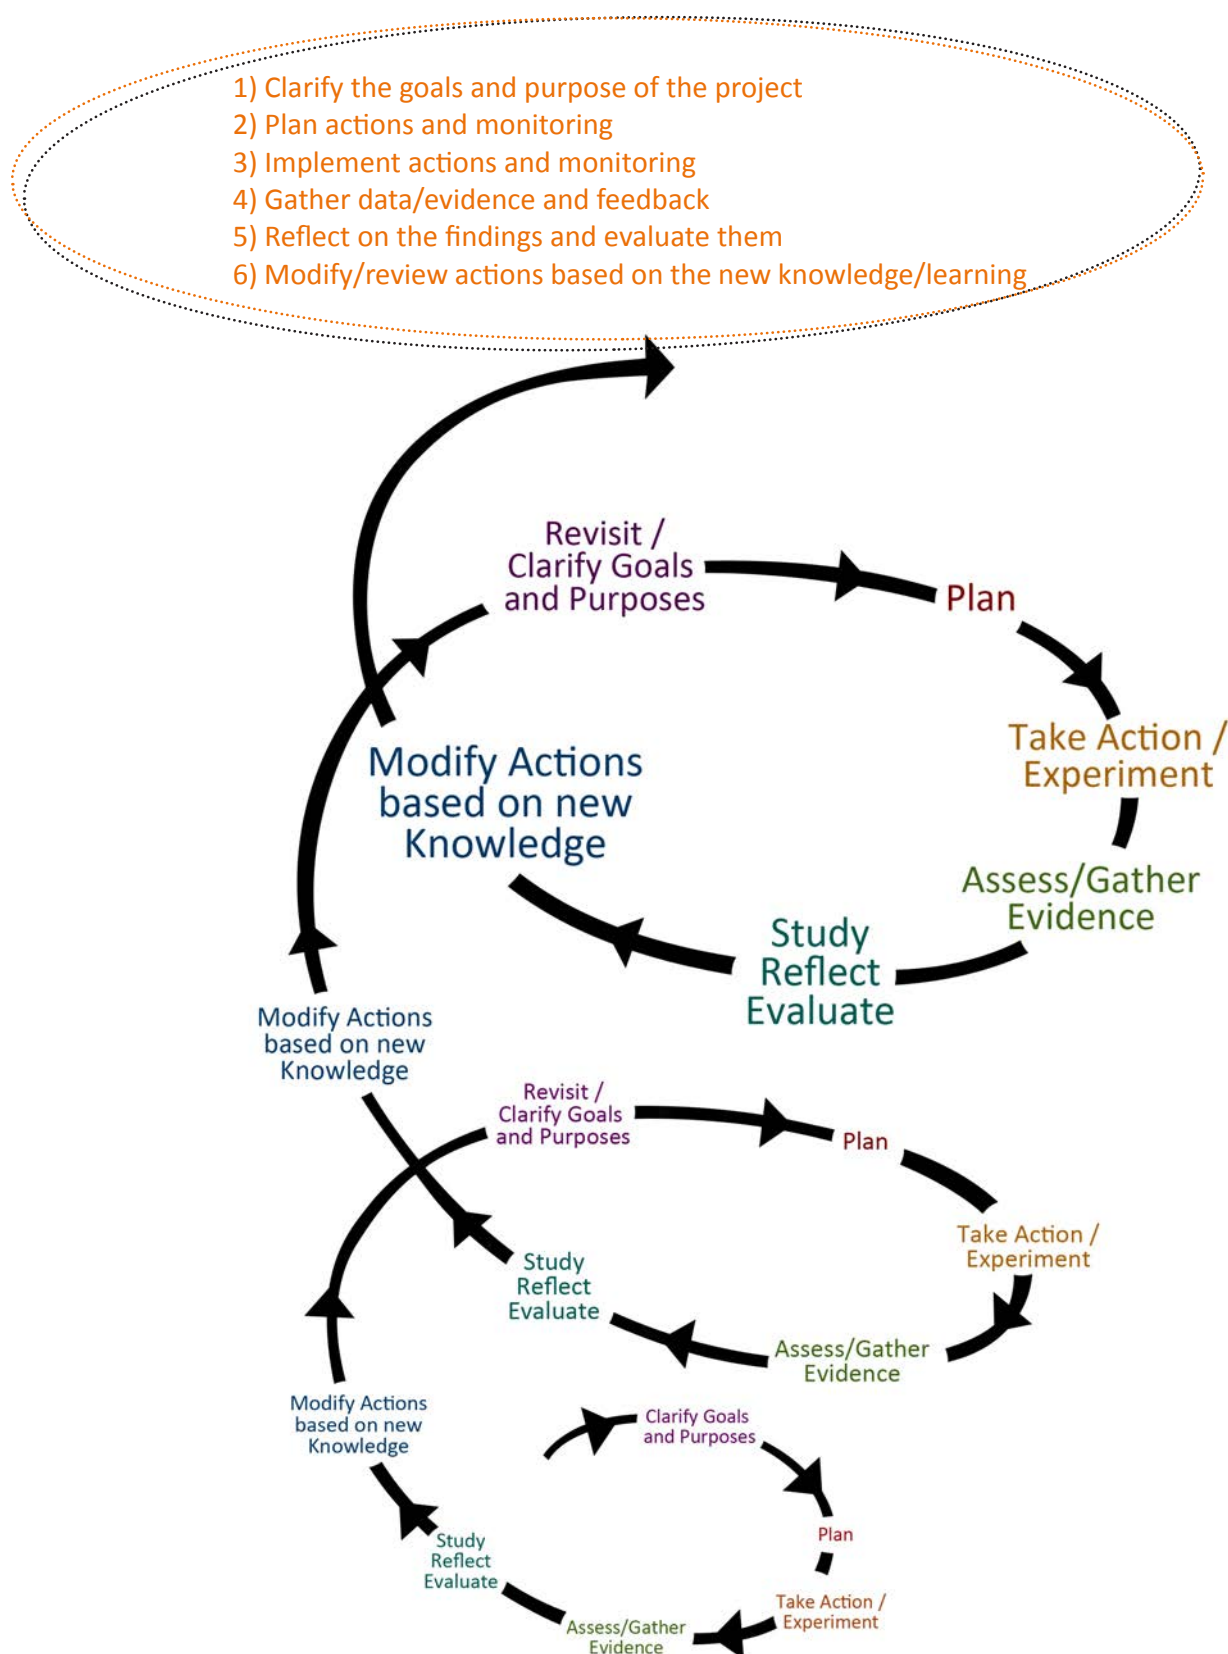 1) Clarify the goals and purpose of the project
2) Plan actions and monitoring
3) Implement actions and monitoring
4) Gather data/evidence and feedback
5) Reflect on the findings and evaluate them
6) Modify/review actions based on the new knowledge/learning
Revisit /
Clarify Goals
and Purposes
Plan
Take Action /
Experiment
Assess/Gather
Evidence
Study
Reflect
Evaluate
Modify Actions
based on new
Knowledge
Modify Actions
based on new
Knowledge
Revisit /
Clarify Goals
and Purposes
Plan
Take Action /
Experiment
Assess/Gather
Evidence
Study
Reflect
Evaluate
Modify Actions
based on new
Knowledge
Clarify Goals
and Purposes
Plan
Take Action /
Experiment
Assess/Gather
Evidence
Study
Reflect
Evaluate